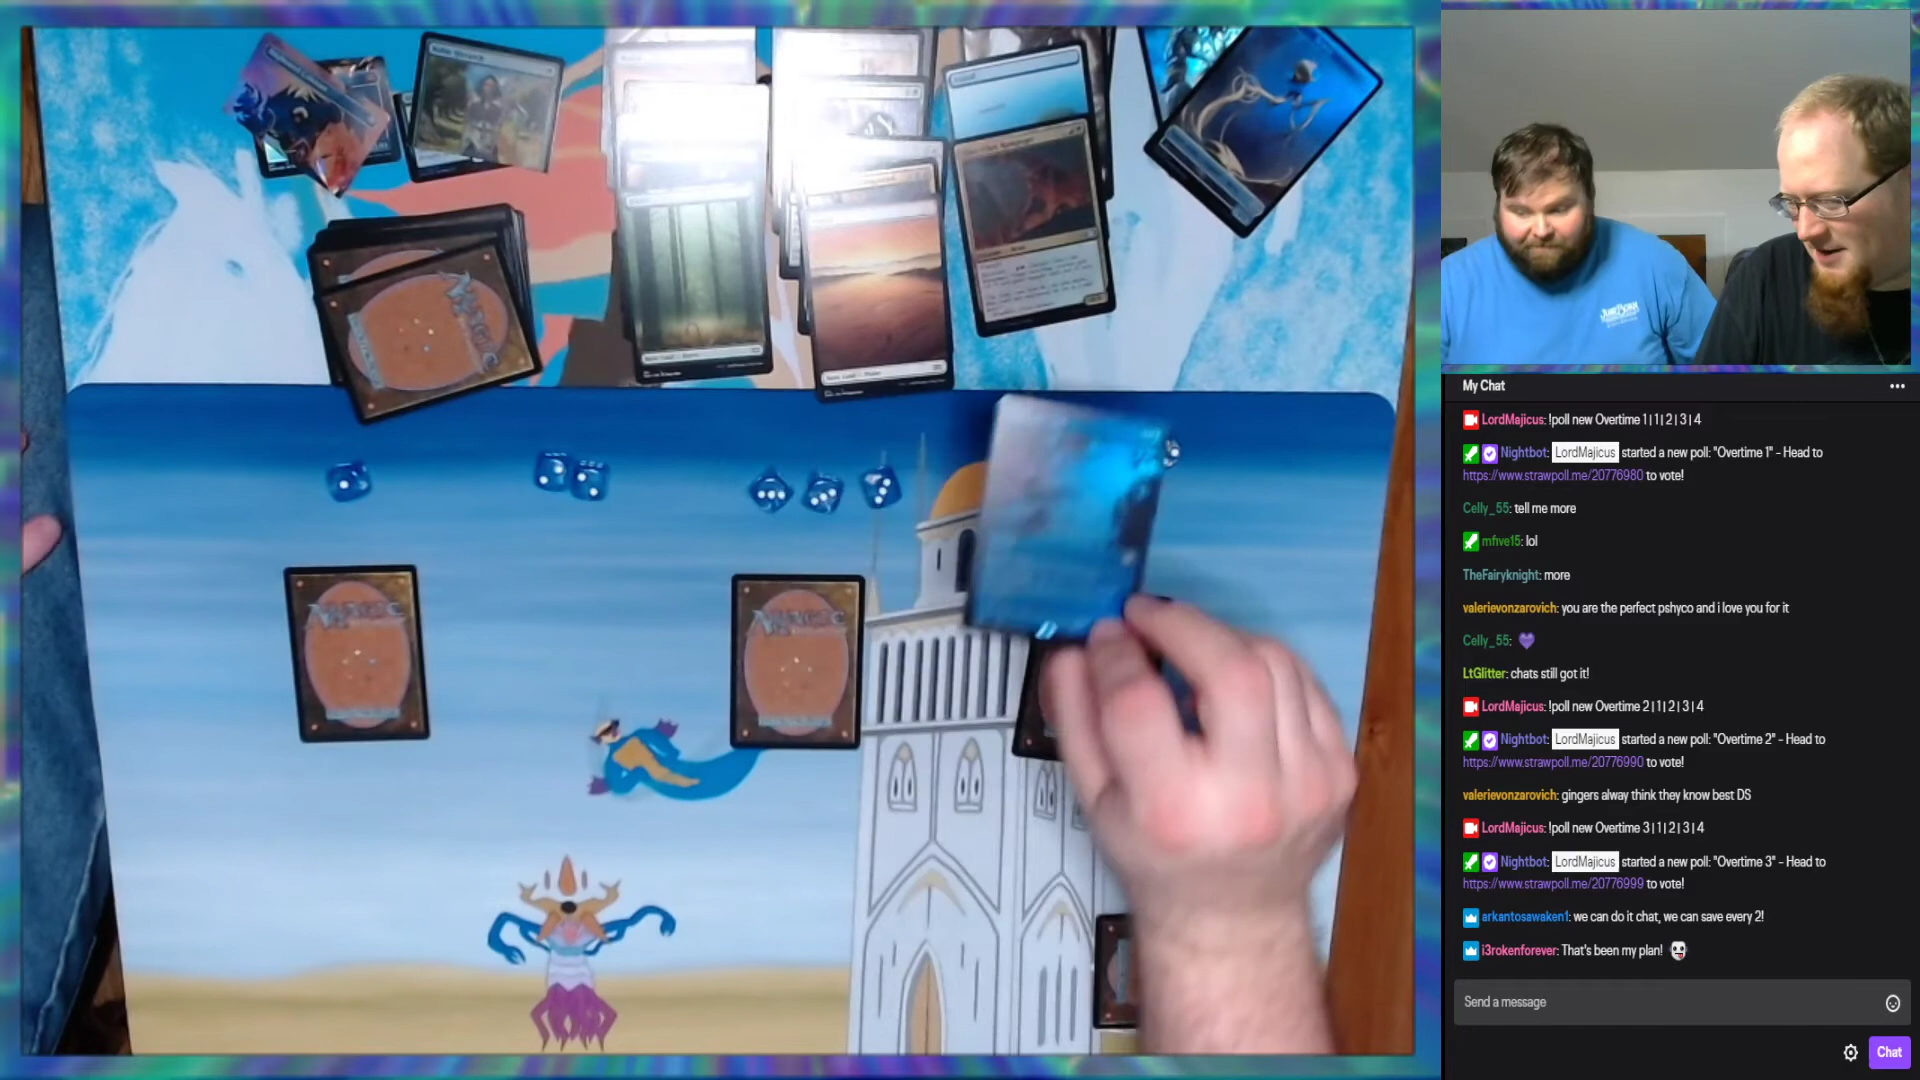 MAGIC
MAGIC
MAGIC
My Chat
LordMajicus: !poll new Overtime 1 | 1 | 2 | 3 | 4
Nightbot: LordMajicus started a new poll: "Overtime 1" - Head to
https://www.strawpoll.me/20776980 to vote!
Celly_55: tell me more
mfive15: lol
TheFairyknight: more
valerievonzarovich: you are the perfect pshyco and i love you for it
Celly_55:
LtGlitter: chats still got it!
LordMajicus: !poll new Overtime 2 | 1 | 2 | 3 | 4
Nightbot: LordMajicus started a new poll: "Overtime 2" - Head to
https://www.strawpoll.me/20776990 to vote!
valerievonzarovich: gingers alway think they know best DS
LordMajicus: !poll new Overtime 3 | 1 | 2 | 3 | 4
Nightbot: LordMajicus started a new poll: "Overtime 3" - Head to
https://www.strawpoll.me/20776999 to vote!
arkantosawaken1: we can do it chat, we can save every 2!
i3rokenforever: That's been my plan!
Send a message
Chat